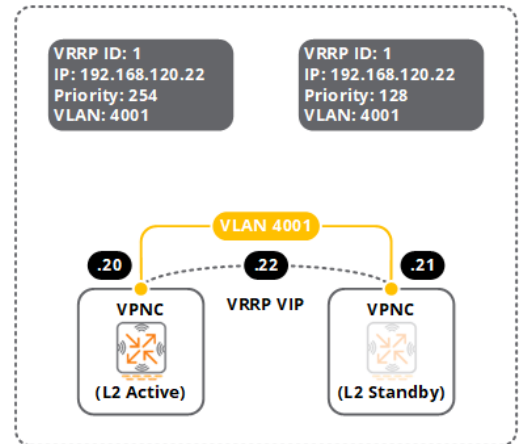 VRRP ID: 1
IP: 192.168.120.22
Priority: 254
VLAN: 4001
VRRP ID: 1
IP: 192.168.120.22
Priority: 128
VLAN: 4001
VLAN 4001
.20
.22
.21
VPNC
VRRP VIP
VPNC
(L2 Active)
(L2 Standby)